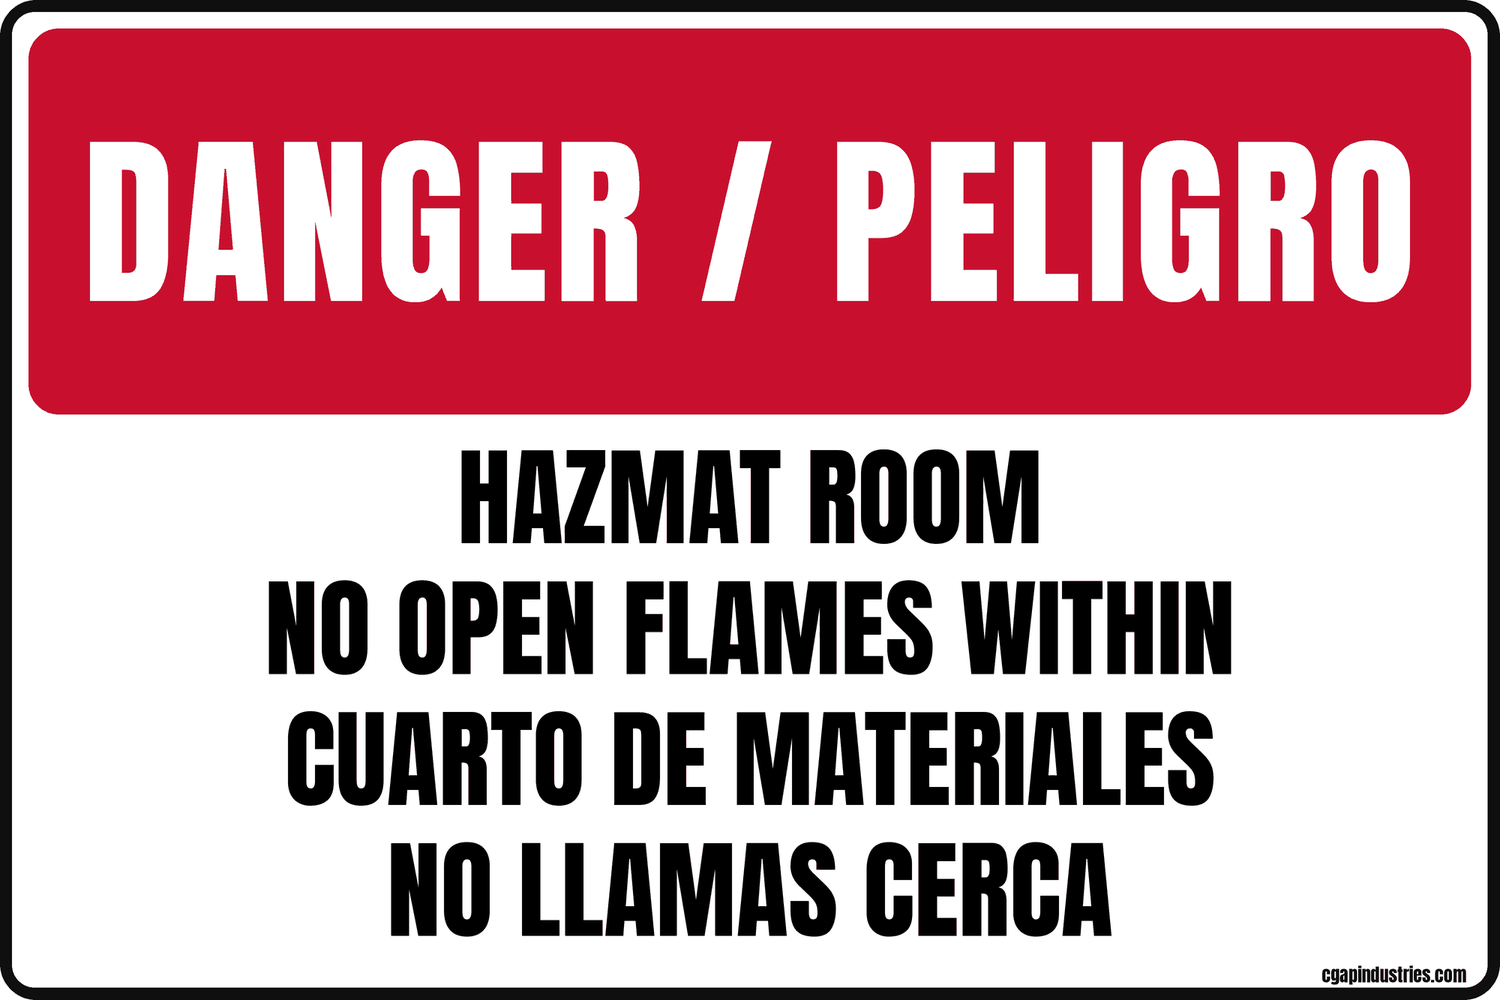 DANGER / PELIGRO
HAZMAT ROOM
NO OPEN FLAMES WITHIN
CUARTO DE MATERIALES
NO LLAMAS CERCA
cgapindustries.com